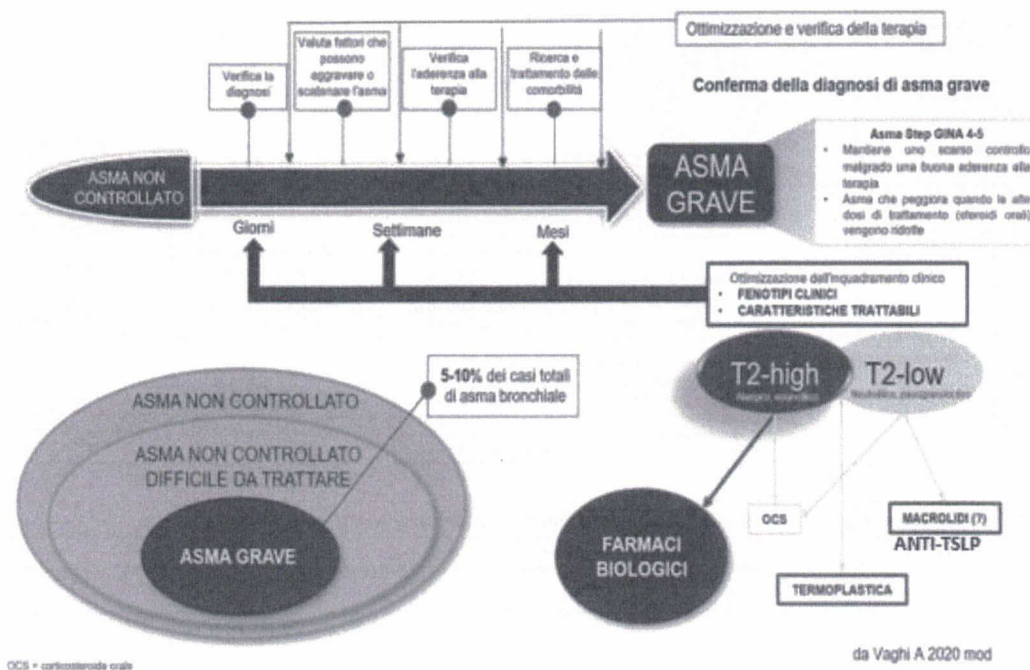 Ottimizzazione e verifica della terapia
Verifica la
diagnosi
Valuta fattori che
possono
aggravare o
scatenare l'asma
Verifica
l'aderenza alla
terapia
Ricerca e
trattamento delle
comorbilità
Conferma della diagnosi di asma grave
ASMA NON
CONTROLLATO
ASMA
GRAVE
Asma Step GINA 4-5
• Mantiene uno scarso controllo
malgrado una buona aderenza alla
terapia
• Asma che peggiora quando le alte
dosi di trattamento (steroidi orali)
vengono ridotte
Giorni
Settimane
Mesi
Ottimizzazione dell'inquadramento clinico
• FENOTIPI CLINICI
• CARATTERISTICHE TRATTABILI
5-10% dei casi totali
di asma bronchiale
ASMA NON CONTROLLATO
ASMA NON CONTROLLATO
DIFFICILE DA TRATTARE
ASMA GRAVE
T2-high
T2-low
FARMACI
BIOLOGICI
OCS
MACROLIDI (?)
ANTI-TSLP
TERMOPLASTICA
da Vaghi A 2020 mod
OCS = corticosteroide orale